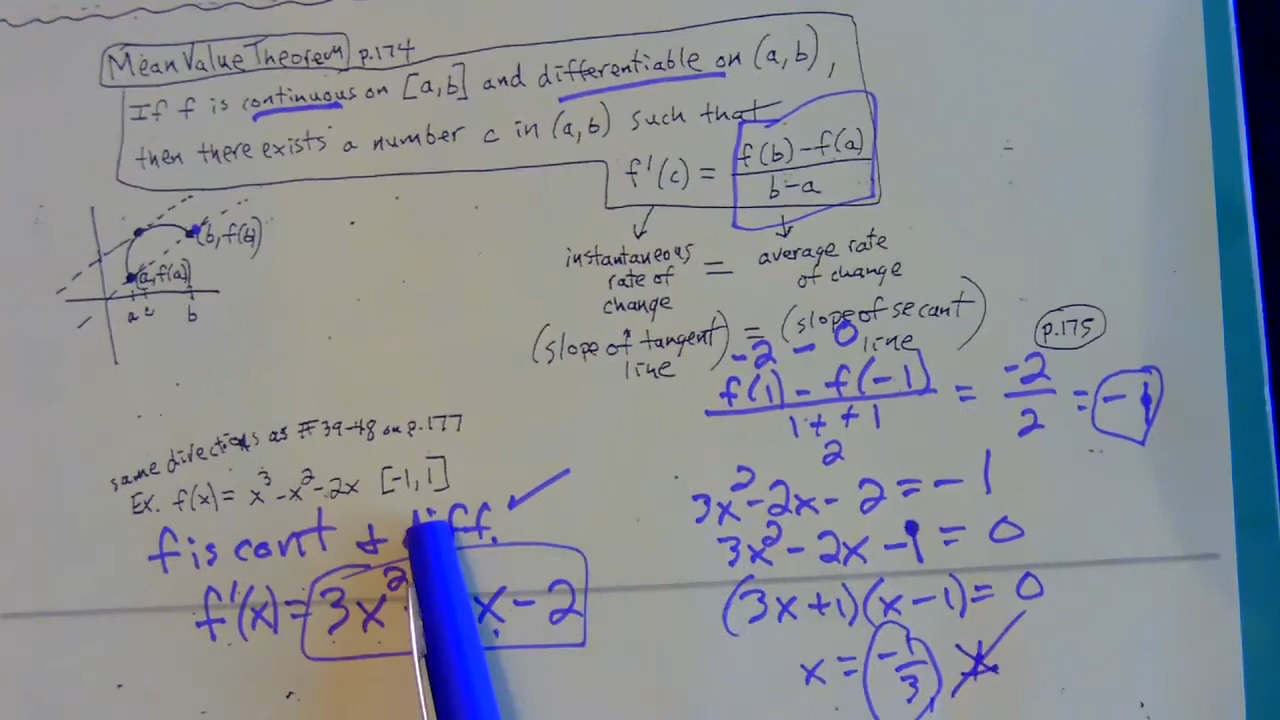 Mean Value Theorem p.174
If f is continuous on [a,b] and differentiable on (a,b),
then there exists a number c in (a,b) such that
f'(c) = f(b)-f(a)
b-a
(b, f(b))
(a, f(a))
a c b
instantaneous rate of change = average rate of change
(slope of tangent line) = (slope of secant line)
p.175
-2 - 0
f(1) - f(-1) = -2 = -1
1 + +1 2
2
same directions as #39-48 on p.177
Ex. f(x) = x³-x²-2x [-1,1]
f is cont + diff.
f'(x) = 3x² x - 2
3x²-2x-2=-1
3x²-2x-1=0
(3x+1)(x-1)=0
x = -1/3